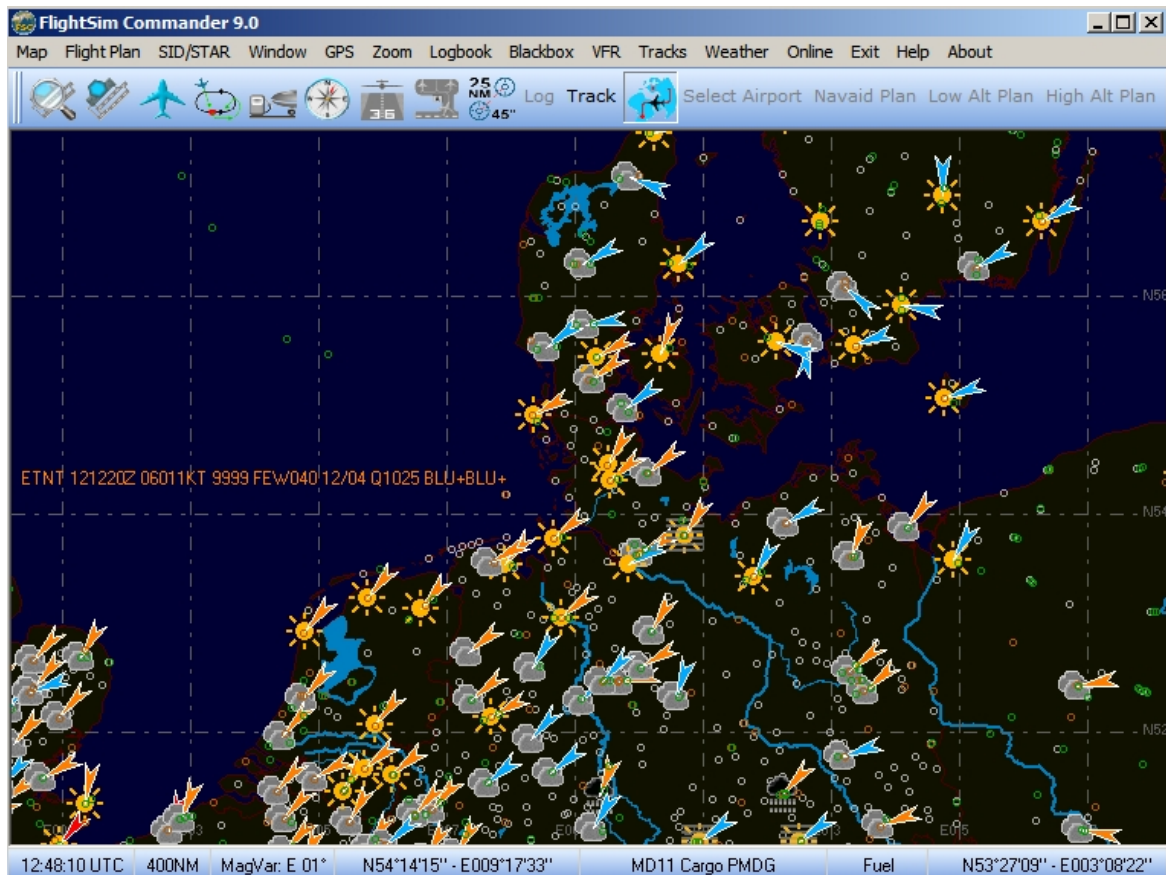 FlightSim Commander 9.0
Map Flight Plan SID/STAR Window GPS Zoom Logbook Blackbox VFR Tracks Weather Online Exit Help About
36 25 NM 45" Log Track Select Airport Navaid Plan Low Alt Plan High Alt Plan
N56
ETNT 121220Z 06011KT 9999 FEW040 12/04 Q1025 BLU+BLU+
N54
N52
12:48:10 UTC 400NM MagVar: E 01° N54°14'15" - E009°17'33" MD11 Cargo PMDG Fuel N53°27'09" - E003°08'22"